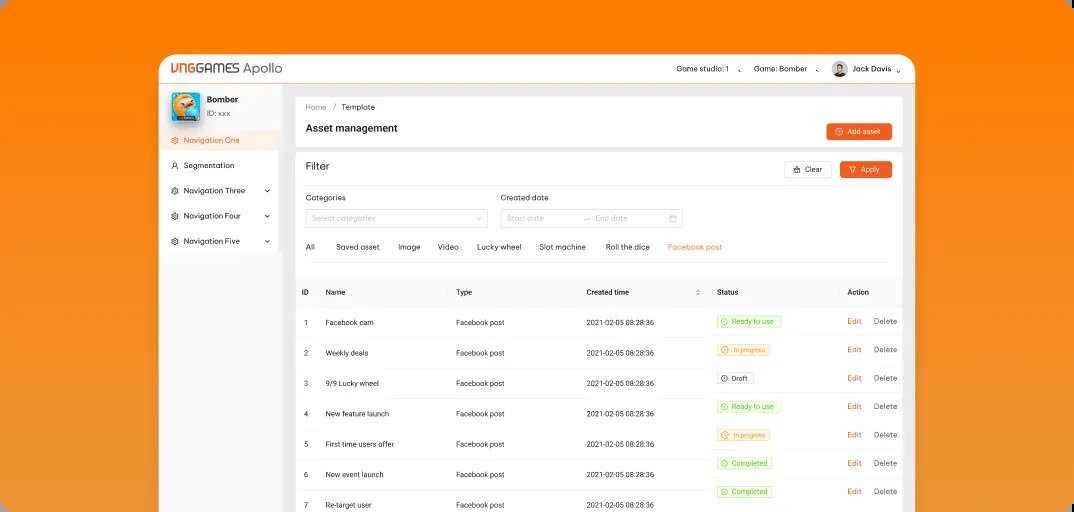 VNGGAMES Apollo
Game studio: 1 Game: Bomber Jack Davis
Bomber
ID: xxx
Navigation One
Segmentation
Navigation Three
Navigation Four
Navigation Five
Home / Template
Asset management
Add asset
Filter
Clear Apply
Categories Created date
Select categories Start date End date
All Saved asset Image Video Lucky wheel Slot machine Roll the dice Facebook post
ID Name Type Created time Status Action
1 Facebook cam Facebook post 2021-02-05 08:28:36 Ready to use Edit Delete
2 Weekly deals Facebook post 2021-02-05 08:28:36 In progress Edit Delete
3 9/9 Lucky wheel Facebook post 2021-02-05 08:28:36 Draft Edit Delete
4 New feature launch Facebook post 2021-02-05 08:28:36 Ready to use Edit Delete
5 First time users offer Facebook post 2021-02-05 08:28:36 In progress Edit Delete
6 New event launch Facebook post 2021-02-05 08:28:36 Completed Edit Delete
7 Re-target user Facebook post 2021-02-05 08:28:36 Completed Edit Delete